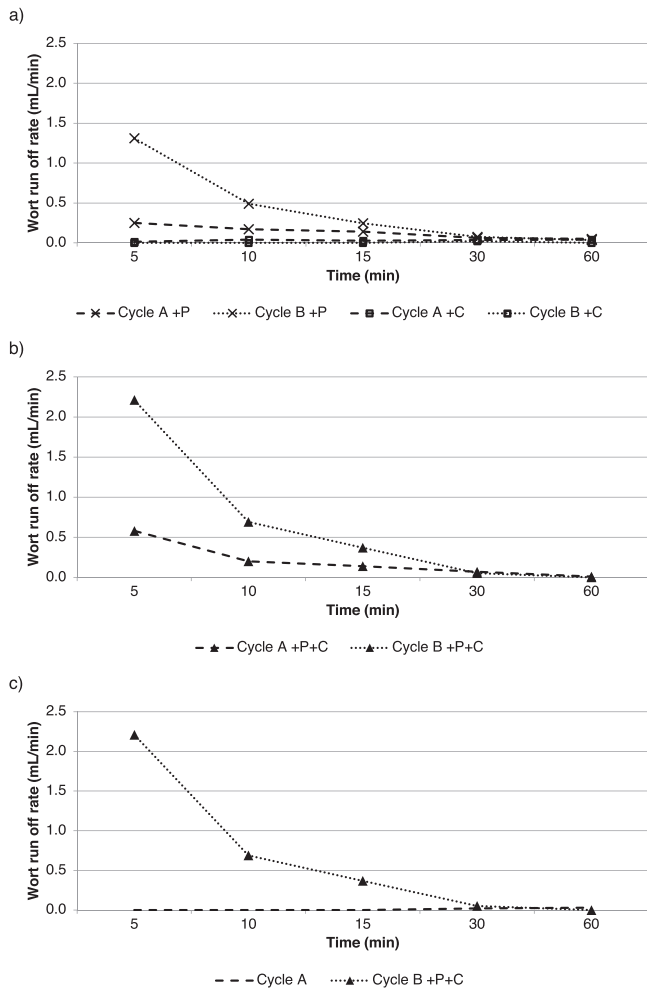 a)
2.5
2.0
1.5
1.0
0.5
0.0
Wort run off rate (mL/min)
5 10 15 30 60
Time (min)
Cycle A +P Cycle B +P Cycle A +C Cycle B +C
b)
2.5
2.0
1.5
1.0
0.5
0.0
Wort run off rate (mL/min)
5 10 15 30 60
Time (min)
Cycle A +P+C Cycle B +P+C
c)
2.5
2.0
1.5
1.0
0.5
0.0
Wort run off rate (mL/min)
5 10 15 30 60
Time (min)
Cycle A Cycle B +P+C